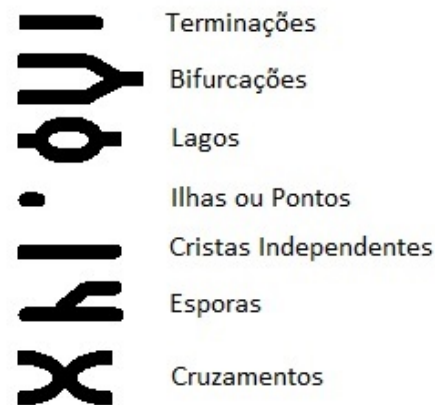 Terminações
Bifurcações
Lagos
Ilhas ou Pontos
Cristas Independentes
Esporas
Cruzamentos